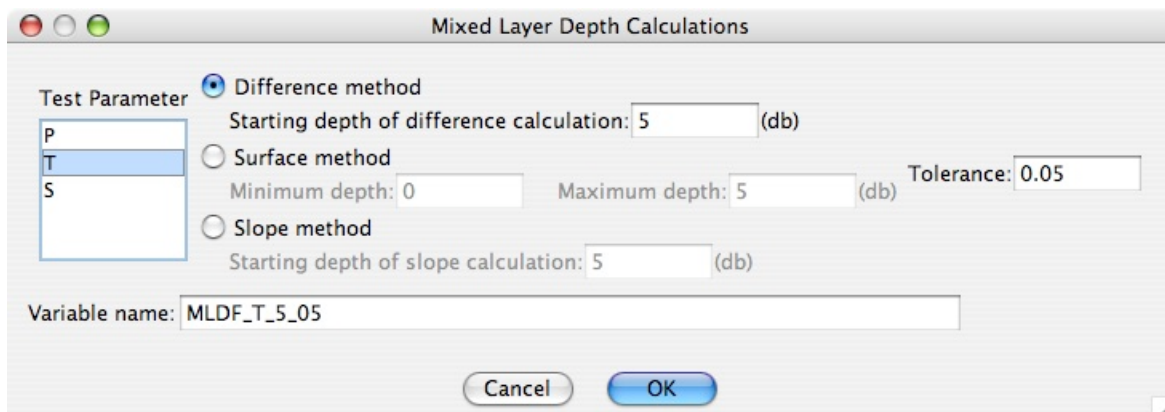 Mixed Layer Depth Calculations
Test Parameter
P
T
S
Difference method
Starting depth of difference calculation: 5 (db)
Surface method
Minimum depth: 0 Maximum depth: 5 (db)
Tolerance: 0.05
Slope method
Starting depth of slope calculation: 5 (db)
Variable name: MLDF_T_5_05
Cancel OK